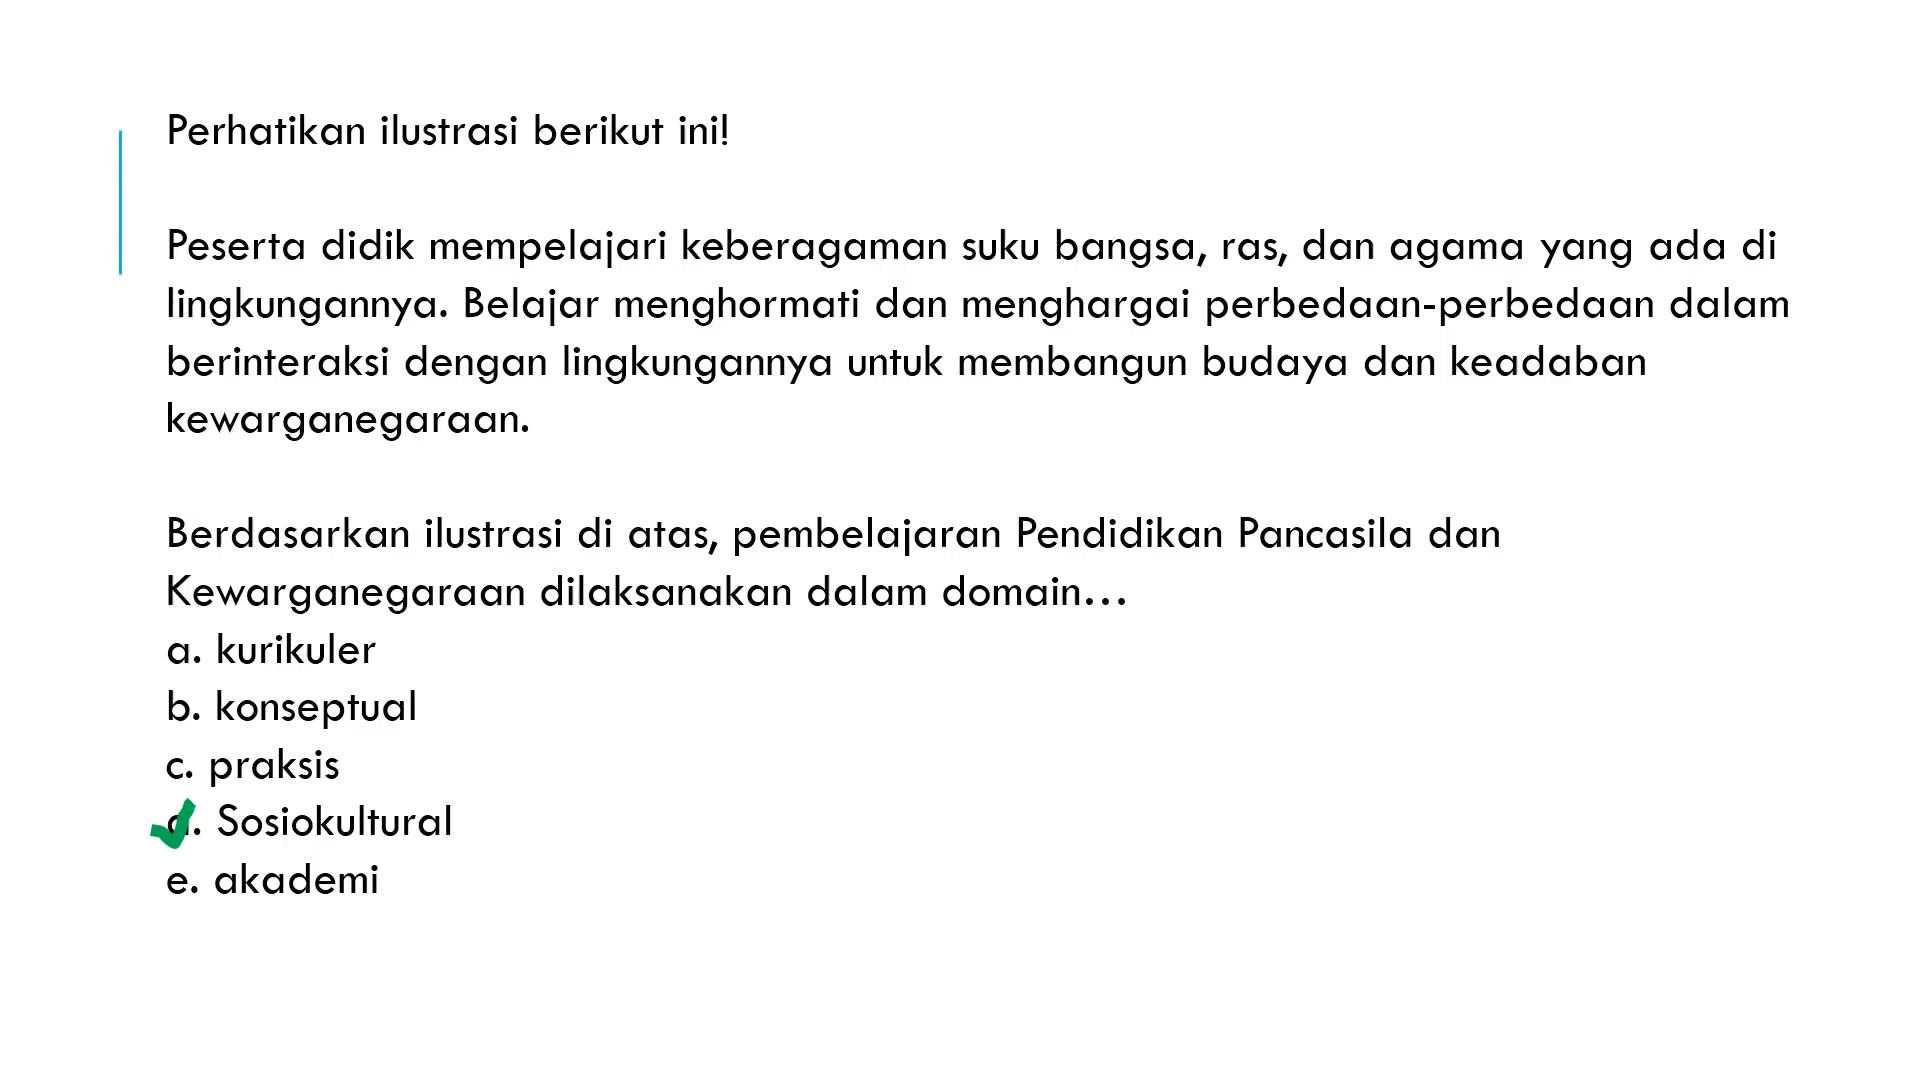 Perhatikan ilustrasi berikut ini!
Peserta didik mempelajari keberagaman suku bangsa, ras, dan agama yang ada di
lingkungannya. Belajar menghormati dan menghargai perbedaan-perbedaan dalam
berinteraksi dengan lingkungannya untuk membangun budaya dan keadaban
kewarganegaraan.
Berdasarkan ilustrasi di atas, pembelajaran Pendidikan Pancasila dan
Kewarganegaraan dilaksanakan dalam domain...
a. kurikuler
b. konseptual
c. praksis
d. Sosiokultural
e. akademi